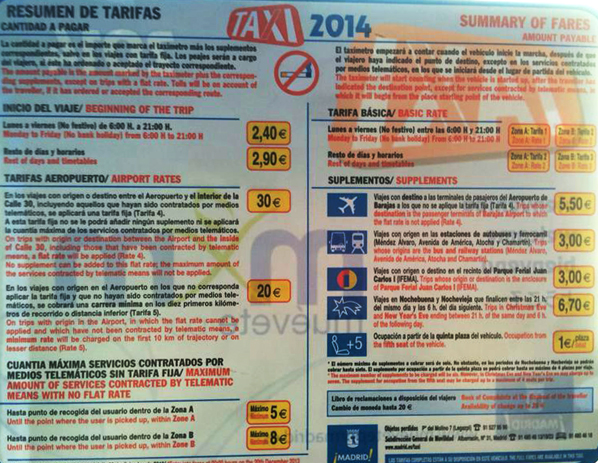 RESUMEN DE TARIFAS
CANTIDAD A PAGAR
TAXI 2014
SUMMARY OF FARES
AMOUNT PAYABLE
La cantidad a pagar es el importe que marca el taxímetro más los suplementos
correspondientes, salvo en los viajes con tarifa fija. Los peajes serán a cargo
del viajero, si éste ha ordenado o aceptado el trayecto correspondiente.
The amount payable is the amount marked by the taximeter plus the corresponding
supplements, except on trips with a flat rate. Tolls will be on account of
the traveller, if it has ordered or accepted the corresponding route.
El taxímetro empezará a contar cuando el vehículo inicie la marcha, después de que
el viajero haya indicado el punto de destino, excepto en los servicios contratados
por medios telemáticos, en los que se iniciará desde el lugar de partida del vehículo.
The taximeter will start counting when the vehicle is started up, after the traveller has
indicated the destination point, except for services contracted by telematic means, in
which it will begin from the place starting point of the vehicle.
INICIO DEL VIAJE/ BEGINNING OF THE TRIP
Lunes a viernes (No festivo) de 6:00 H. a 21:00 H.
Monday to Friday (No bank holiday) from 6:00 H to 21:00 H
2,40€
Resto de días y horarios
Rest of days and timetables
2,90€
TARIFAS AEROPUERTO/ AIRPORT RATES
En los viajes con origen o destino entre el Aeropuerto y el interior de la
Calle 30, incluyendo aquellos que hayan sido contratados por medios
telemáticos, se aplicará una tarifa fija (Tarifa 4).
A esta tarifa fija no se le podrá añadir ningún suplemento ni se aplicará
la cuantía máxima de los servicios contratados por medios telemáticos.
On trips with origin or destination between the Airport and the inside
of Calle 30, including those that have been contracted by telematic
means, a flat rate will be applied (Rate 4).
No supplement can be added to this flat rate; the maximum amount of
the services contracted by telematic means will not be applied.
30 €
En los viajes con origen en el Aeropuerto en los que no corresponda
aplicar la tarifa fija y que no hayan sido contratados por medios tele-
máticos, se cobrará una carrera mínima en los diez primeros kilóme-
tros de recorrido o distancia inferior (Tarifa 5).
On trips with origin in the Airport, in which the flat rate cannot be
applied and which have not been contracted by telematic means, a
minimum rate will be charged on the first 10 km of trajectory or on
lesser distance (Rate 5).
20 €
CUANTIA MÁXIMA SERVICIOS CONTRATADOS POR
MEDIOS TELEMÁTICOS SIN TARIFA FIJA/ MAXIMUM
AMOUNT OF SERVICES CONTRACTED BY TELEMATIC
MEANS WITH NO FLAT RATE
Hasta punto de recogida del usuario dentro de la Zona A
Until the point where the user is picked up, within Zone A
Máximo 5€
Hasta punto de recogida del usuario dentro de la Zona B
Until the point where the user is picked up, within Zone B
Máximo 8€
TARIFA BÁSICA/ BASIC RATE
Lunes a viernes (No festivo) entre las 6:00 H y 21:00 H
Monday to Friday (No bank holiday) from 6:00H to 21:00H
Zona A: Tarifa 1
Zona B: Tarifa 2
Resto de días y horarios
Rest of days and timetables
SUPLEMENTOS/ SUPPLEMENTS
Viajes con destino a las terminales de pasajeros del Aeropuerto de
Barajas a los que no se aplique la tarifa fija (Tarifa 4). Trips whose
destination is the passenger terminals of Barajas Airport to which
the flat rate is not applied (Rate 4).
5,50€
Viajes con origen en las estaciones de autobuses y ferrocarril
(Méndez Álvaro, Avenida de América, Atocha y Chamartín). Trips
whose origins are the bus and railway stations (Méndez Álvaro,
Avenida de América, Atocha and Chamartín).
3,00€
Viajes con origen o destino en el recinto del Parque Ferial Juan
Carlos I (IFEMA). Trips whose origin or destination is the enclosure
of Parque Ferial Juan Carlos I (IFEMA).
3,00€
Viajes en Nochebuena y Nochevieja que finalicen entre las 21 h.
del mismo día y las 6 h. del día siguiente. Trips in Christmas Eve
and New Year's Eve ending between 21 h. of the same day and 6 h.
of the following day.
6,70€
+5
Ocupación a partir de la quinta plaza del vehículo. Occupation from
the fifth seat of the vehicle.
1€ plaza
Libro de reclamaciones a disposición del viajero
Book of Complaints at the disposal of the traveller
Cambio de moneda hasta 20 €
Availability of change up to 20 €
muévete
¡MADRID!
Objetos perdidos
www.madrid.es/taxi